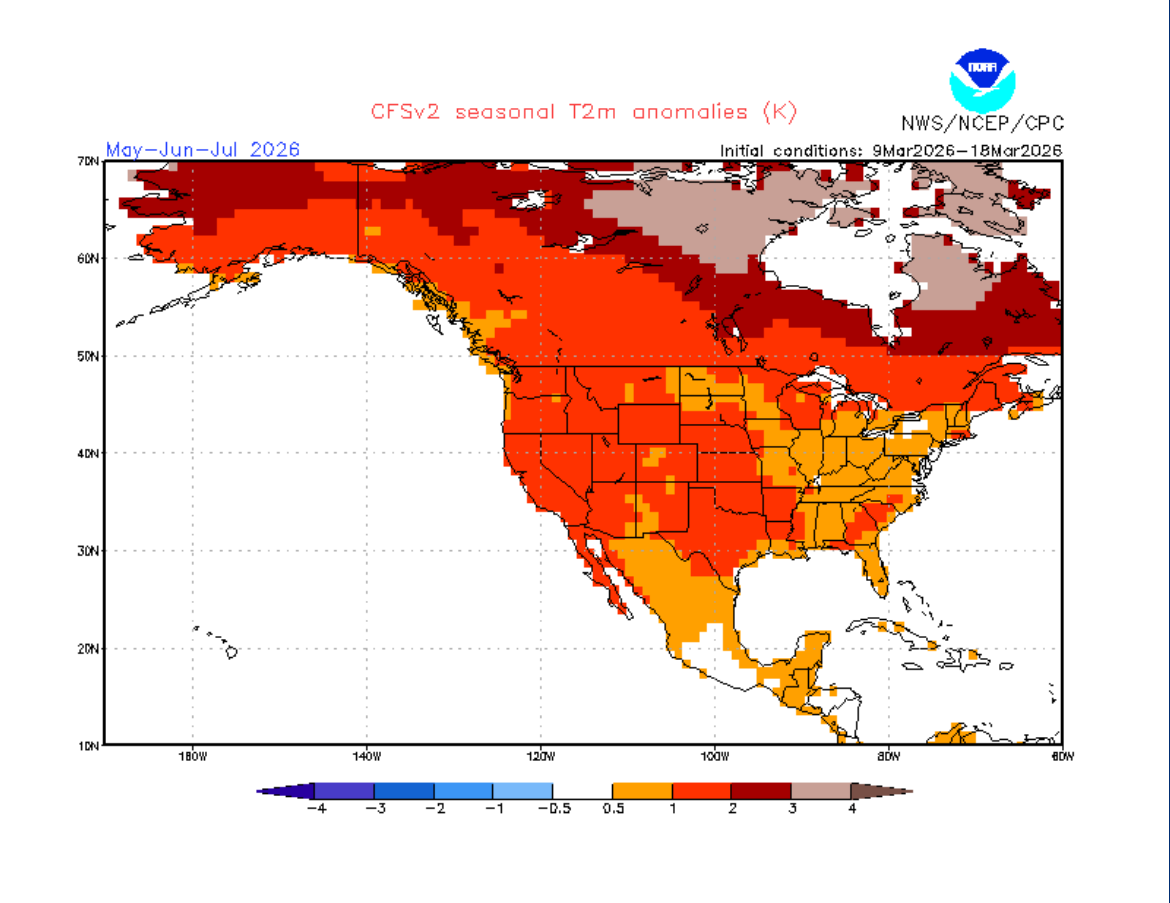 NOAA
CFSv2 seasonal T2m anomalies (K)
NWS/NCEP/CPC
May-Jun-Jul 2026
Initial conditions: 9Mar2026-18Mar2026
70N
60N
50N
40N
30N
20N
10N
160W 140W 120W 100W 80W 60W
-4 -3 -2 -1 -0.5 0.5 1 2 3 4